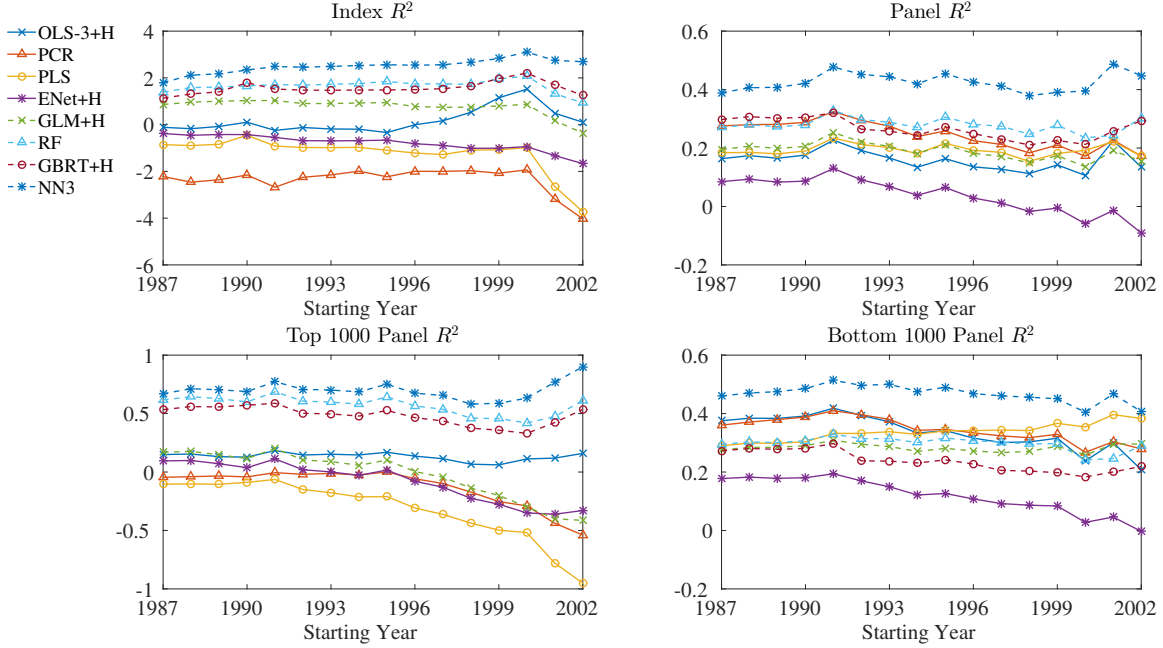 OLS-3+H
PCR
PLS
ENet+H
GLM+H
RF
GBRT+H
NN3
Index R²
4
2
0
-2
-4
-6
1987 1990 1993 1996 1999 2002
Starting Year
Panel R²
0.6
0.4
0.2
0
-0.2
1987 1990 1993 1996 1999 2002
Starting Year
Top 1000 Panel R²
1
0.5
0
-0.5
-1
1987 1990 1993 1996 1999 2002
Starting Year
Bottom 1000 Panel R²
0.6
0.4
0.2
0
-0.2
1987 1990 1993 1996 1999 2002
Starting Year